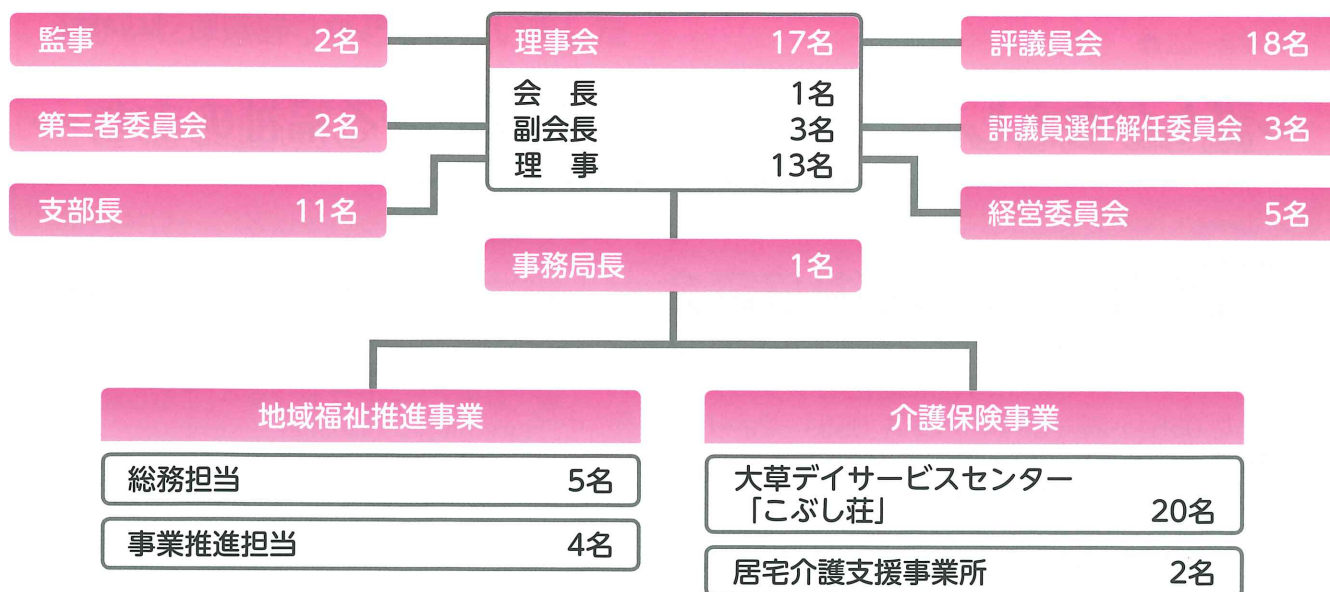 監事 2名
第三者委員会 2名
支部長 11名
理事会 17名
会 長 1名
副会長 3名
理 事 13名
評議員会 18名
評議員選任解任委員会 3名
経営委員会 5名
事務局長 1名
地域福祉推進事業
総務担当 5名
事業推進担当 4名
介護保険事業
大草デイサービスセンター
「こぶし荘」 20名
居宅介護支援事業所 2名